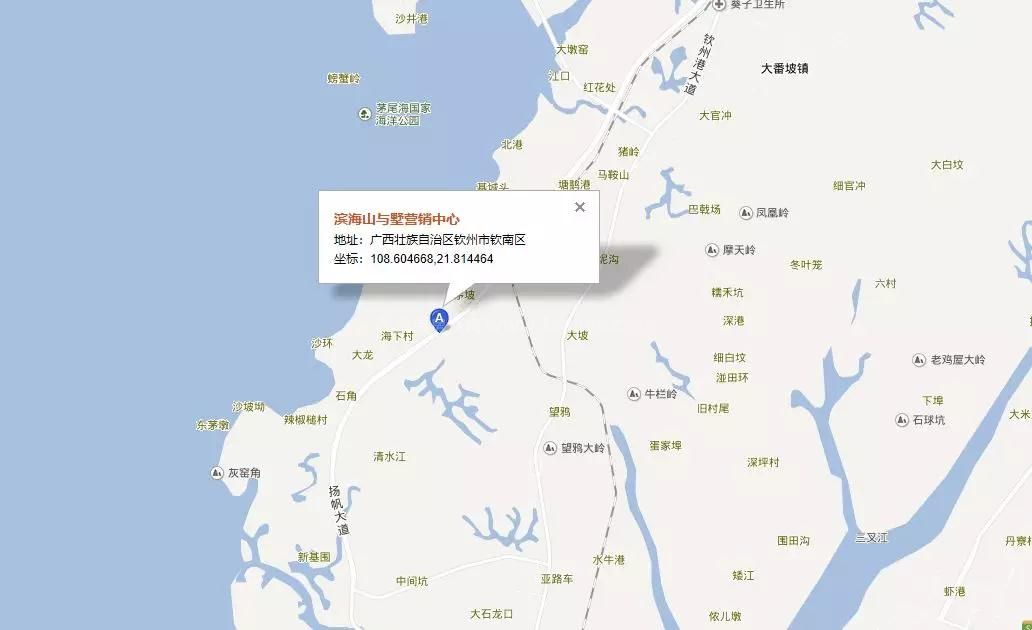 沙井港
葵子卫生所
大墩窑
钦州港大道
大番坡镇
江口
螃蟹岭
红花处
茅尾海国家
海洋公园
大官冲
北港
猪岭
大白坟
马鞍山
塘鹅港
细官冲
基城头
巴戟场
凤凰岭
滨海山与墅营销中心
地址：广西壮族自治区钦州市钦南区
坐标：108.604668,21.814464
摩天岭
泥沟
冬叶笼
六村
糯禾坑
深港
A
海下村
大坡
沙环
大龙
细白坟
老鸡屋大岭
湴田环
石角
牛栏岭
下埠
沙坡坳
旧村尾
望鸦
大米
东茅墩
辣椒槌村
石球坑
望鸦大岭
蛋家埠
清水江
深坪村
灰窑角
扬帆大道
三叉江
围田沟
丹寮村
新基围
水牛港
中间坑
亚路车
矮江
虾港
大石龙口
侬儿墩